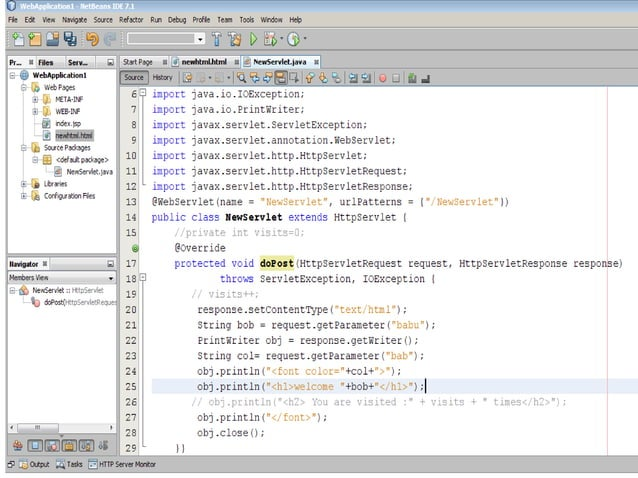 WebApplication1 - NetBeans IDE 7.1
File Edit View Navigate Source Refactor Run Debug Profile Team Tools Window Help
Pr... Files Serv...
WebApplication1
Web Pages
META-INF
WEB-INF
index.jsp
newhtml.html
Source Packages
<default package>
NewServlet.java
Libraries
Configuration Files
Navigator
Members View
NewServlet :: HttpServlet
doPost(HttpServletReques
Start Page newhtml.html NewServlet.java
Source History
6 import java.io.IOException;
7 import java.io.PrintWriter;
8 import javax.servlet.ServletException;
9 import javax.servlet.annotation.WebServlet;
10 import javax.servlet.http.HttpServlet;
11 import javax.servlet.http.HttpServletRequest;
12 import javax.servlet.http.HttpServletResponse;
13 @WebServlet(name = "NewServlet", urlPatterns = {"/NewServlet"})
14 public class NewServlet extends HttpServlet {
15 //private int visits=0;
@Override
17 protected void doPost(HttpServletRequest request, HttpServletResponse response)
18 throws ServletException, IOException {
19 // visits++;
20 response.setContentType("text/html");
21 String bob = request.getParameter("babu");
22 PrintWriter obj = response.getWriter();
23 String col= request.getParameter("bab");
24 obj.println("<font color="+col+">");
25 obj.println("<h1>welcome "+bob+"</h1>");
26 // obj.println("<h2> You are visited :" + visits + " times</h2>");
27 obj.println("</font>");
28 obj.close();
29 }}
Output Tasks HTTP Server Monitor